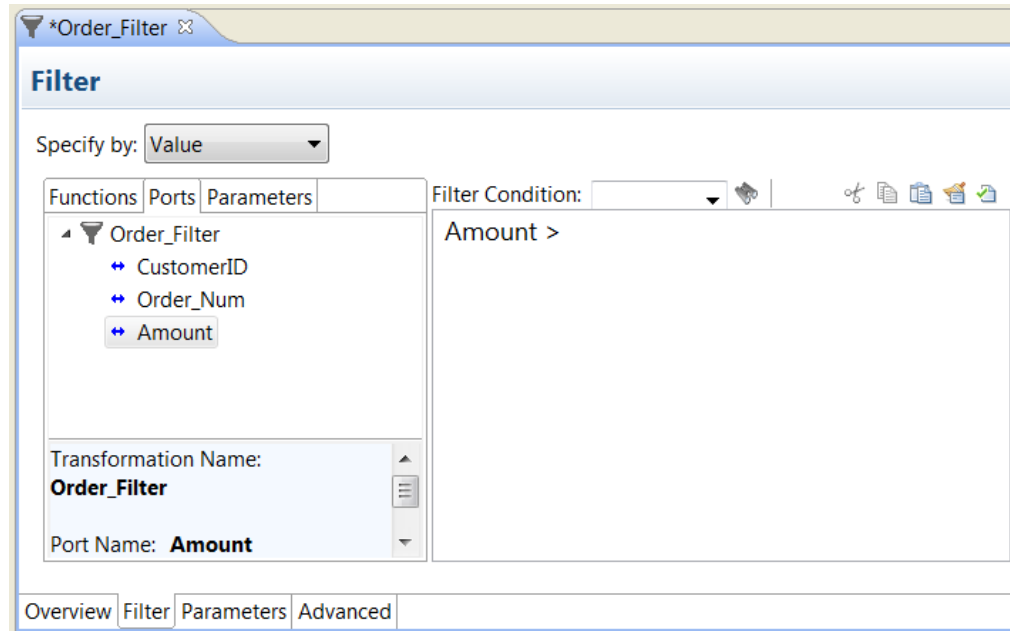 *Order_Filter
Filter
Specify by: Value
Functions Ports Parameters
Filter Condition:
Order_Filter
CustomerID
Order_Num
Amount
Amount >
Transformation Name:
Order_Filter
Port Name: Amount
Overview Filter Parameters Advanced